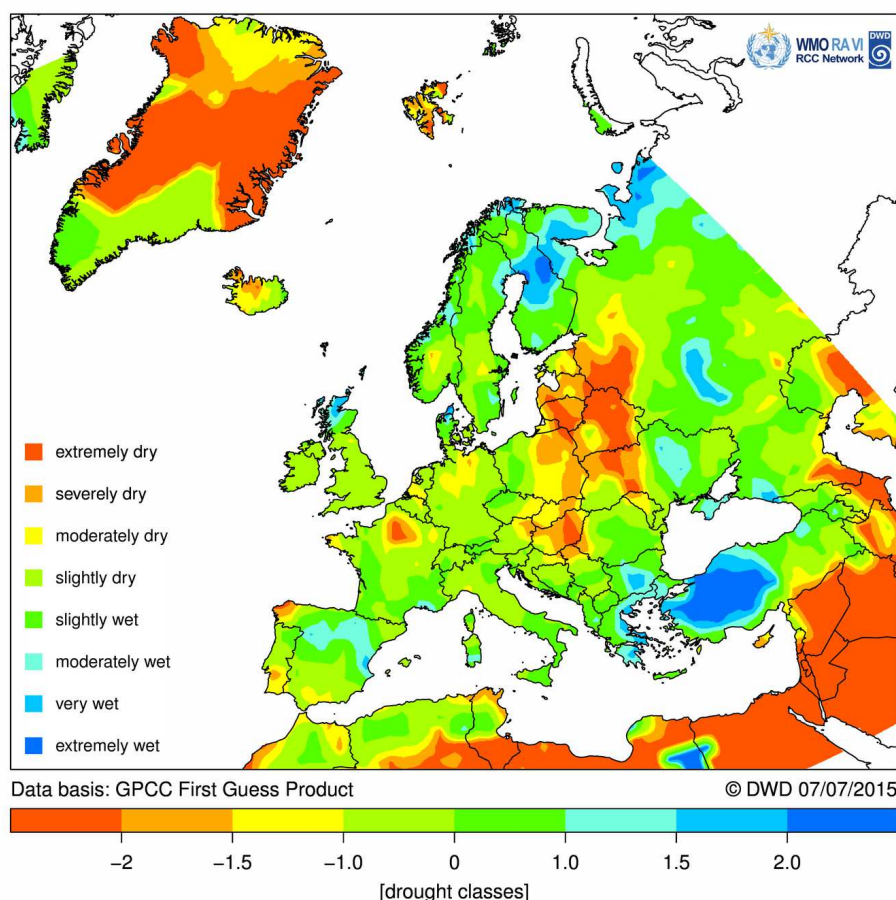 WMO RA VI
RCC Network
DWD
extremely dry
severely dry
moderately dry
slightly dry
slightly wet
moderately wet
very wet
extremely wet
Data basis: GPCC First Guess Product
© DWD 07/07/2015
−2 −1.5 −1.0 0 1.0 1.5 2.0
[drought classes]